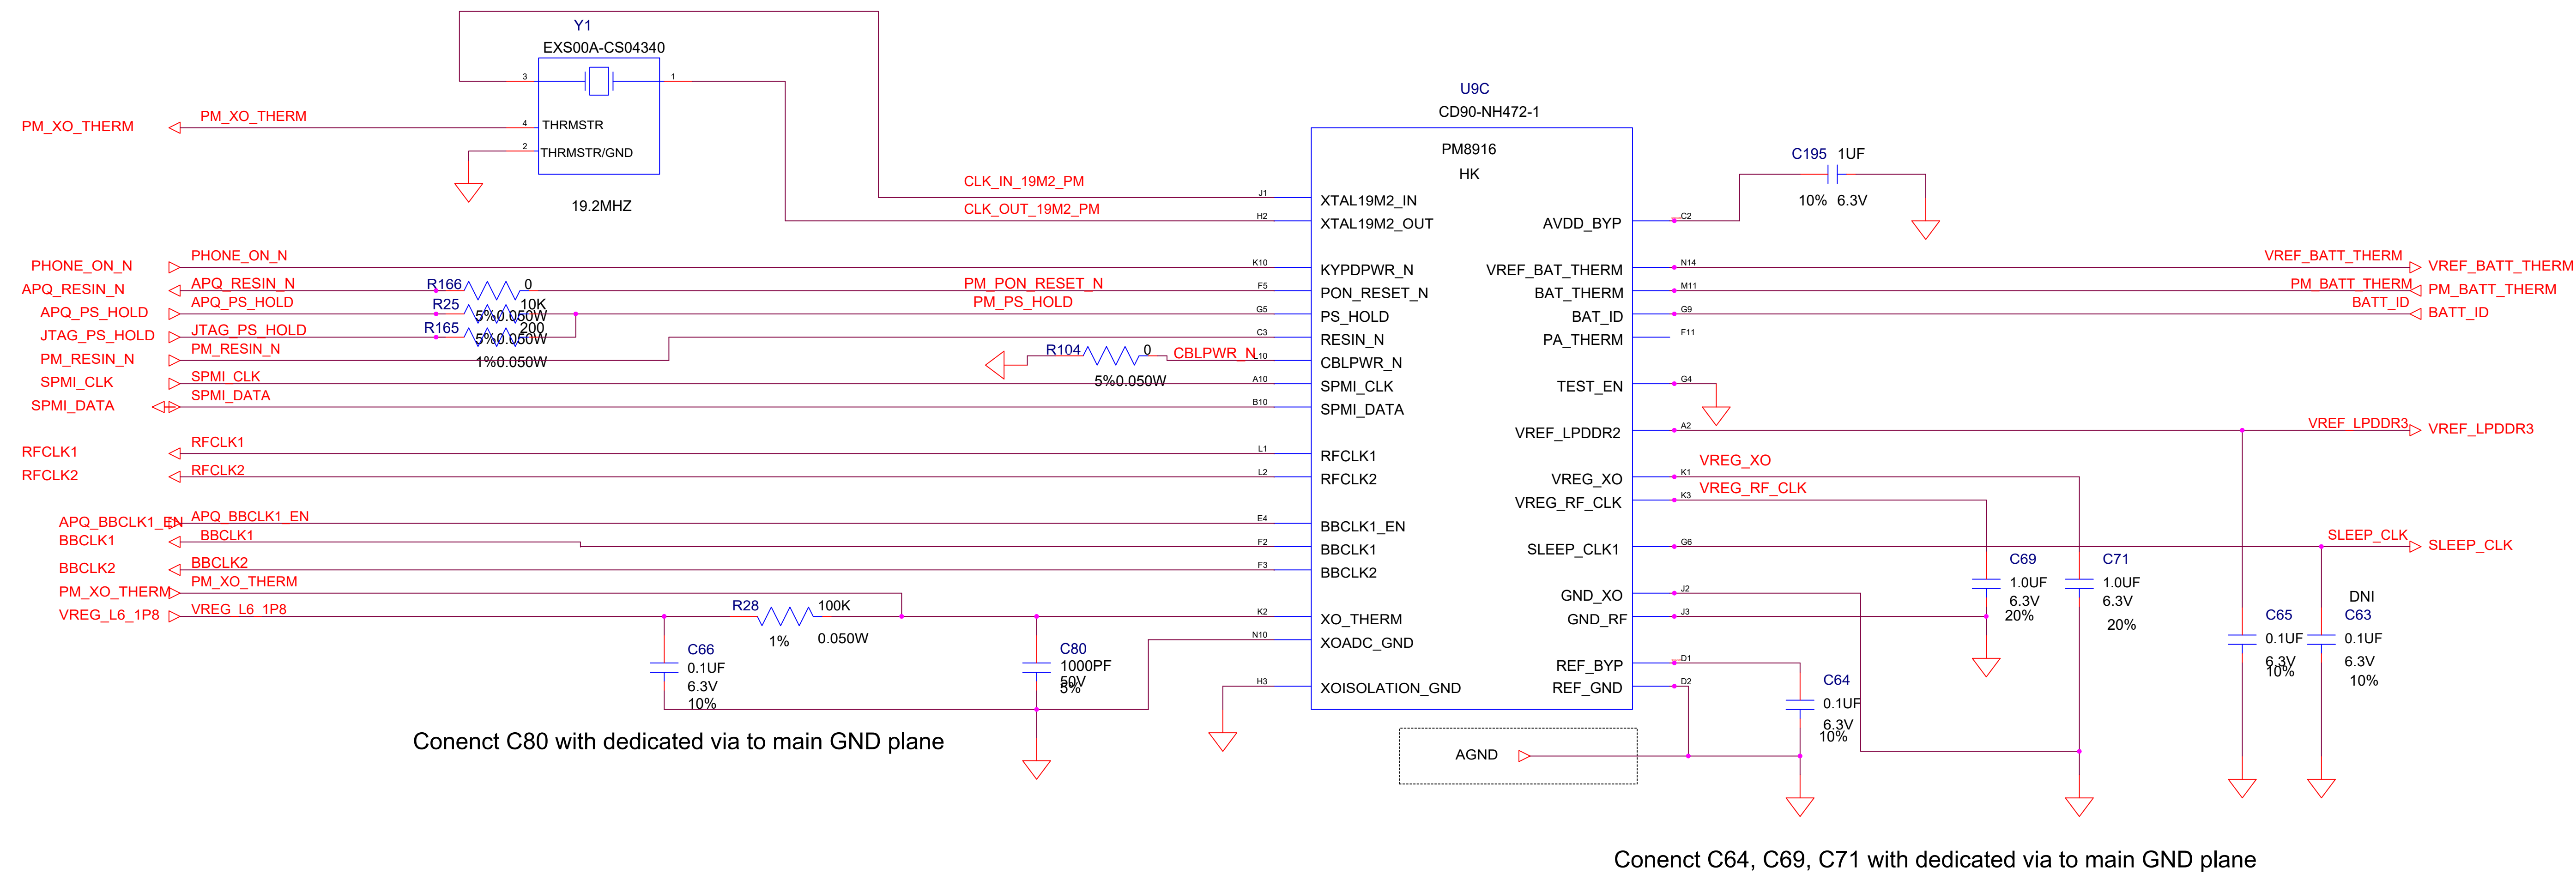 Y1
EXS00A-CS04340
3
1
4
THRMSTR
2
THRMSTR/GND
19.2MHZ
PM_XO_THERM
PM_XO_THERM
U9C
CD90-NH472-1
PM8916
HK
CLK_IN_19M2_PM
J1
XTAL19M2_IN
CLK_OUT_19M2_PM
H2
XTAL19M2_OUT
PHONE_ON_N
PHONE_ON_N
K10
KYPDPWR_N
APQ_RESIN_N
APQ_RESIN_N
R166
0
PM_PON_RESET_N
F5
PON_RESET_N
APQ_PS_HOLD
APQ_PS_HOLD
R25
10K
5%0.050W
PM_PS_HOLD
G5
PS_HOLD
JTAG_PS_HOLD
JTAG_PS_HOLD
R165
200
5%0.050W
C3
RESIN_N
PM_RESIN_N
PM_RESIN_N
1%0.050W
R104
0
5%0.050W
CBLPWR_N
L10
CBLPWR_N
SPMI_CLK
SPMI_CLK
A10
SPMI_CLK
SPMI_DATA
SPMI_DATA
B10
SPMI_DATA
RFCLK1
RFCLK1
L1
RFCLK1
RFCLK2
RFCLK2
L2
RFCLK2
APQ_BBCLK1_EN
APQ_BBCLK1_EN
E4
BBCLK1_EN
BBCLK1
BBCLK1
F2
BBCLK1
BBCLK2
BBCLK2
F3
BBCLK2
PM_XO_THERM
PM_XO_THERM
VREG_L6_1P8
VREG_L6_1P8
R28
100K
1%
0.050W
K2
XO_THERM
N10
XOADC_GND
H3
XOISOLATION_GND
C66
0.1UF
6.3V
10%
C80
1000PF
50V
5%
Conenct C80 with dedicated via to main GND plane
C195
1UF
10%
6.3V
AVDD_BYP
C2
VREF_BAT_THERM
N14
VREF_BATT_THERM
VREF_BATT_THERM
BAT_THERM
M11
PM_BATT_THERM
PM_BATT_THERM
BAT_ID
G9
BATT_ID
BATT_ID
PA_THERM
F11
TEST_EN
G4
VREF_LPDDR2
A2
VREF_LPDDR3
VREF_LPDDR3
VREG_XO
K1
VREG_XO
VREG_RF_CLK
K3
VREG_RF_CLK
SLEEP_CLK1
G6
SLEEP_CLK
SLEEP_CLK
GND_XO
J2
GND_RF
J3
REF_BYP
D1
REF_GND
D2
C69
1.0UF
6.3V
20%
C71
1.0UF
6.3V
20%
C65
0.1UF
6.3V
10%
DNI
C63
0.1UF
6.3V
10%
C64
0.1UF
6.3V
10%
AGND
Conenct C64, C69, C71 with dedicated via to main GND plane